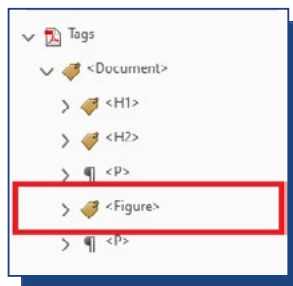 Tags
<Document>
<H1>
<H2>
<P>
<Figure>
<P>